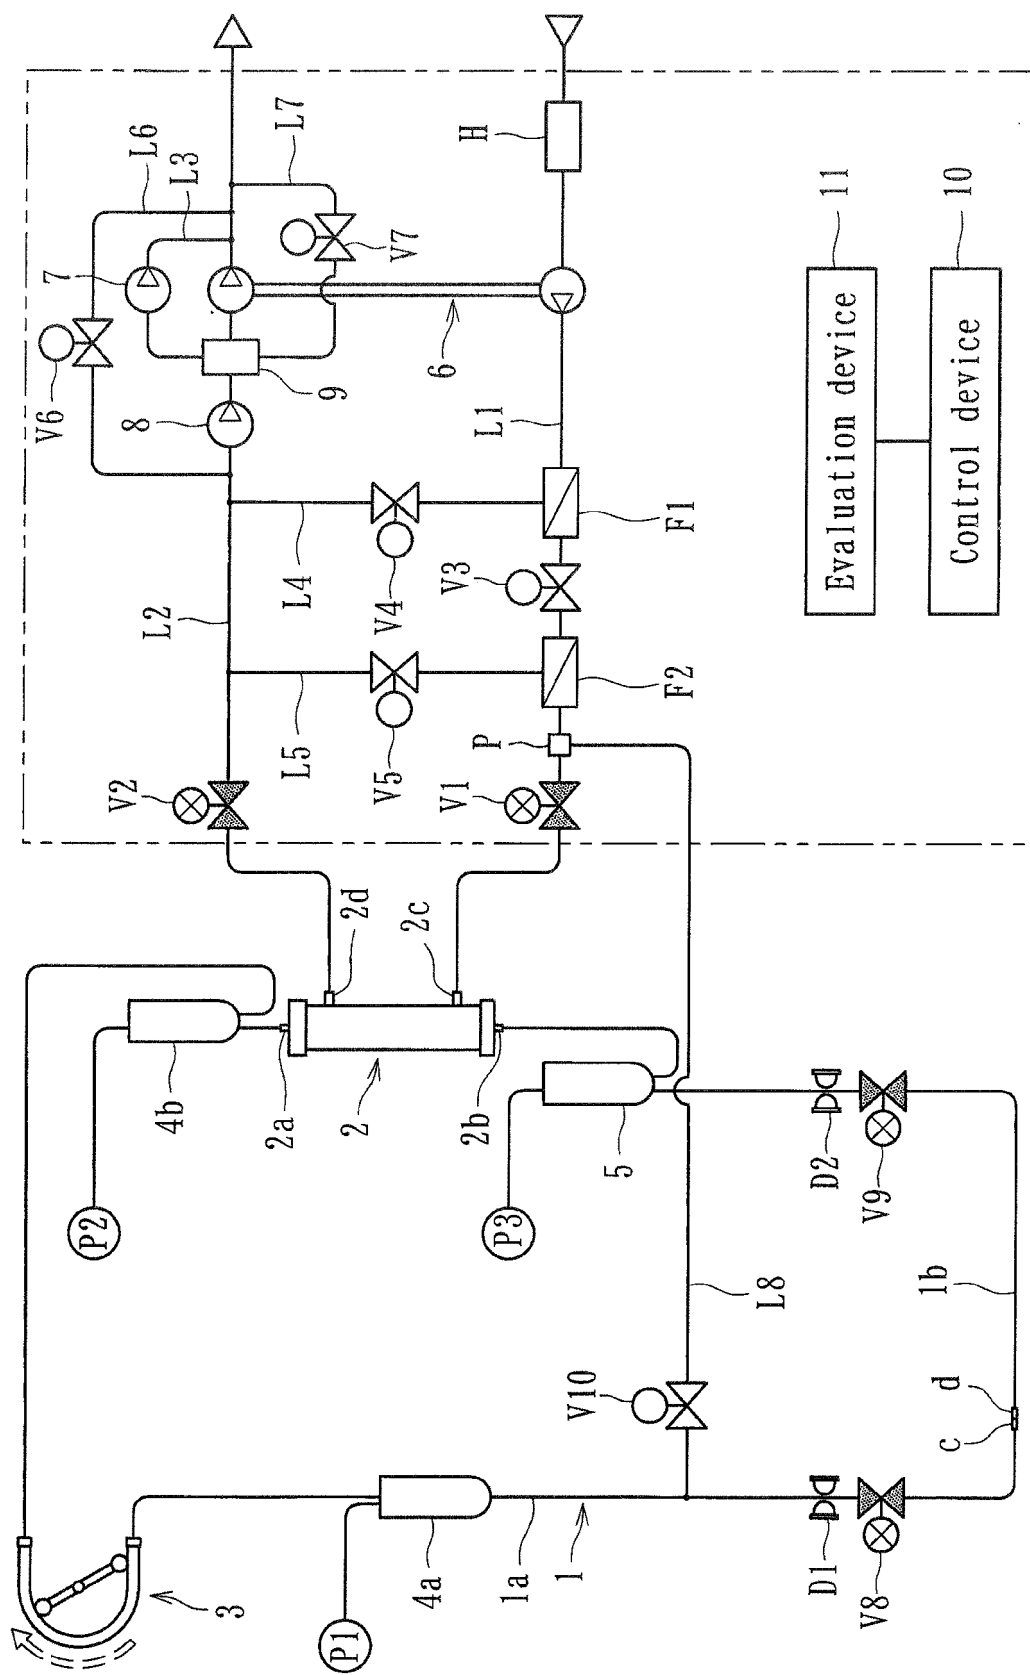 L6
L3
L7
H
7
V7
V6
8
9
6
L1
11
10
Evaluation device
Control device
L2
L4
V4
V3
F1
L5
V5
P
F2
V2
V1
2d
2c
4b
2a
2
2b
5
D2
V9
P2
P3
L8
1b
V10
d
c
3
P1
4a
1a
1
D1
V8